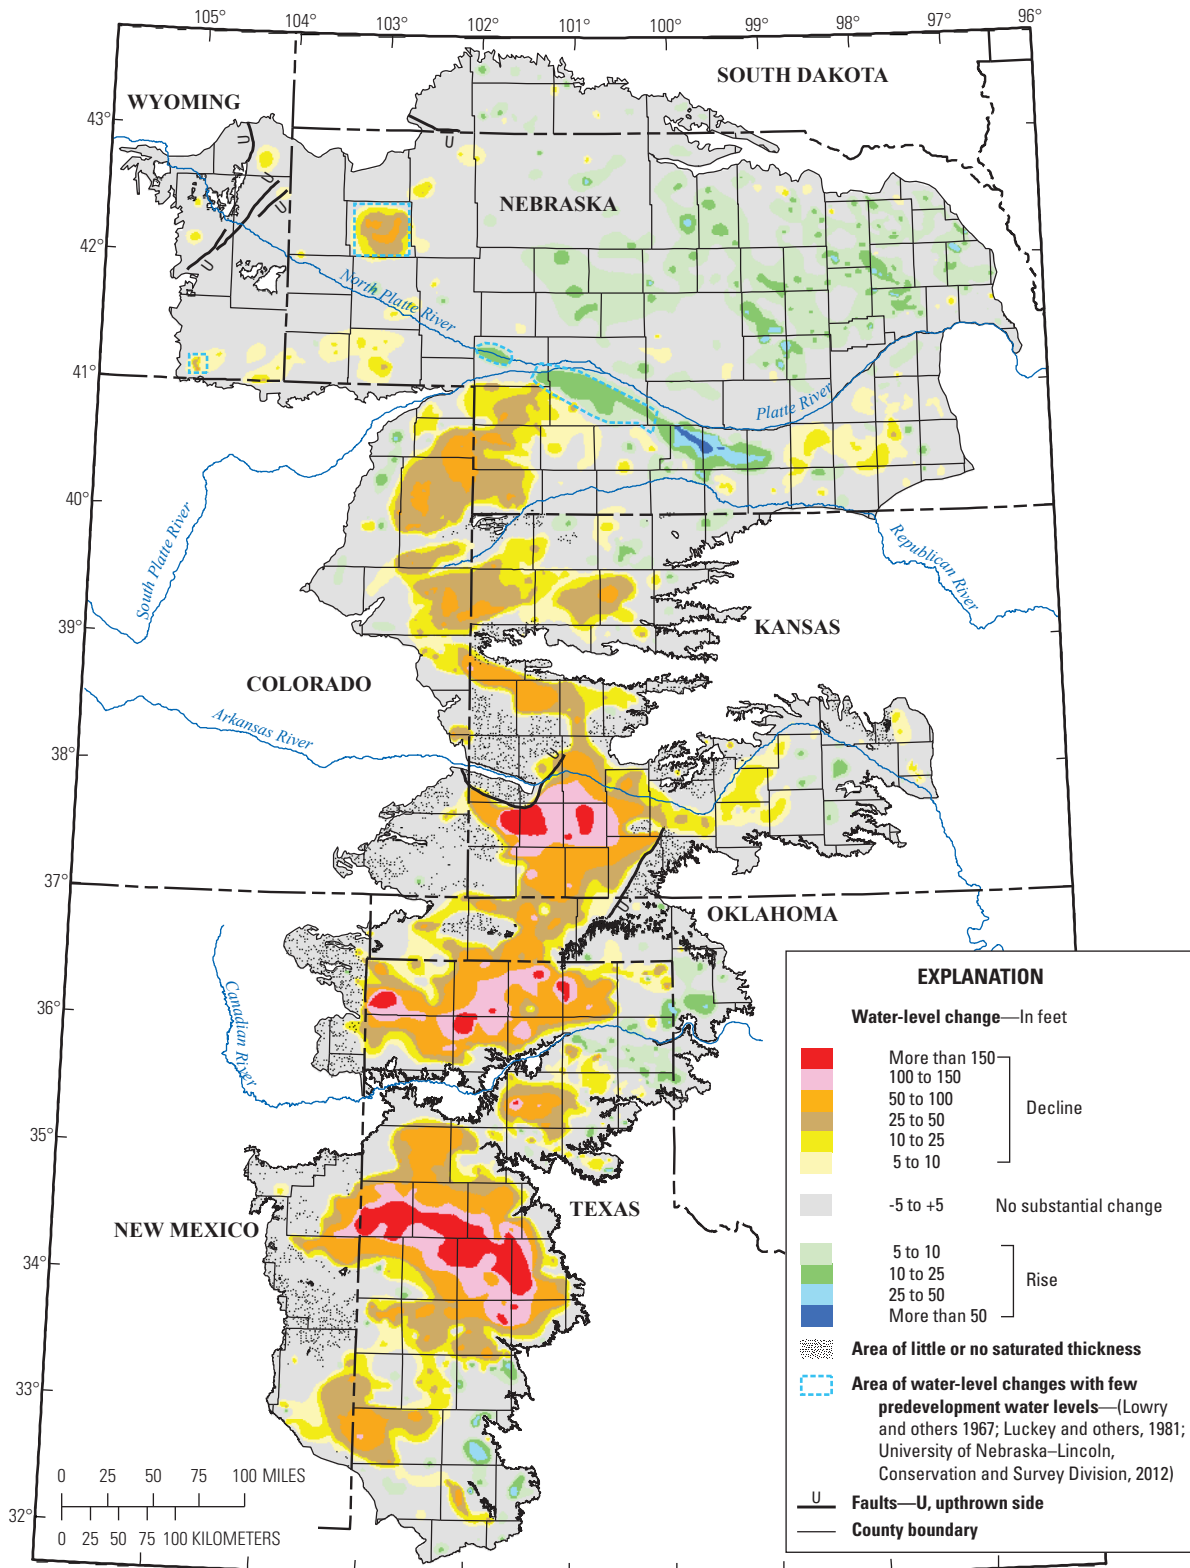 105° 104° 103° 102° 101° 100° 99° 98° 97° 96°
SOUTH DAKOTA
WYOMING
43°
U
U
U
NEBRASKA
U
42°
U
North Platte River
41°
Platte River
40°
South Platte River
Republican River
39°
KANSAS
COLORADO
Arkansas River
38°
U
37°
U
OKLAHOMA
Canadian River
36°
35°
TEXAS
NEW MEXICO
34°
33°
32°
0 25 50 75 100 MILES
0 25 50 75 100 KILOMETERS
EXPLANATION
Water-level change—In feet
More than 150
100 to 150
50 to 100
25 to 50
10 to 25
5 to 10
Decline
-5 to +5 No substantial change
5 to 10
10 to 25
25 to 50
More than 50
Rise
Area of little or no saturated thickness
Area of water-level changes with few
predevelopment water levels—(Lowry
and others 1967; Luckey and others, 1981;
University of Nebraska–Lincoln,
Conservation and Survey Division, 2012)
U Faults—U, upthrown side
County boundary